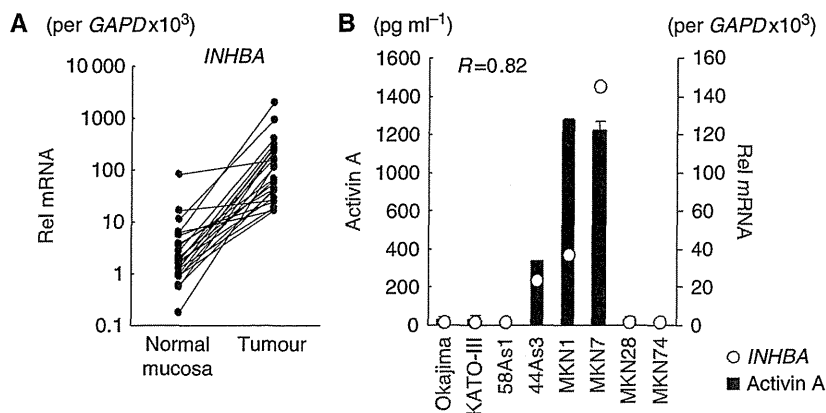 A (per GAPD x10³)
INHBA
Rel mRNA
10 000
1000
100
10
1
0.1
Normal mucosa
Tumour
B (pg ml⁻¹) (per GAPD x10³)
R=0.82
Activin A
1600
1400
1200
1000
800
600
400
200
0
160
140
120
100
80
60
40
20
0
Rel mRNA
Okajima
KATO-III
58As1
44As3
MKN1
MKN7
MKN28
MKN74
INHBA
Activin A